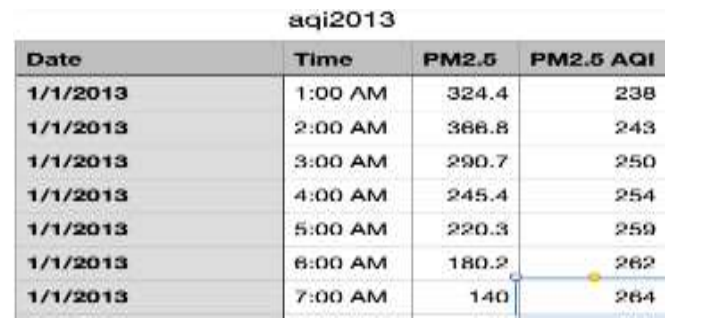 aqi2013
Date Time PM2.5 PM2.5 AQI
1/1/2013 1:00 AM 324.4 238
1/1/2013 2:00 AM 366.8 243
1/1/2013 3:00 AM 290.7 250
1/1/2013 4:00 AM 245.4 254
1/1/2013 5:00 AM 220.3 259
1/1/2013 6:00 AM 180.2 262
1/1/2013 7:00 AM 140 264